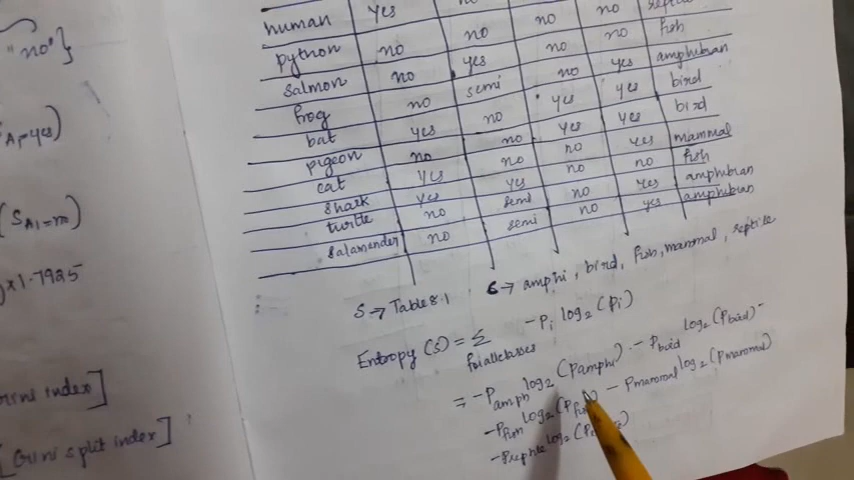 "no"}
human yes no no no reptile
python no no no no fish
salmon no yes no yes amphibian
frog no semi no yes bird
bat yes no yes yes bird
pigeon no no yes yes mammal
cat yes no no no fish
shark yes yes no yes amphibian
turtle no semi no yes amphibian
salamander no semi no
S → Table 8.1 6 → amphi, bird, fish, mammal, reptile
Entropy (S) = Σ -Pi log2 (Pi)
for all classes
= -Pamph log2 (Pamphi) - Pbird log2 (Pbird) -
-Pfish log2 (Pfish) - Pmammal log2 (Pmammal)
-Preptile log2
A1=yes)
(SA1=no)
)×1.7925
Gini index]
[Gini split index]